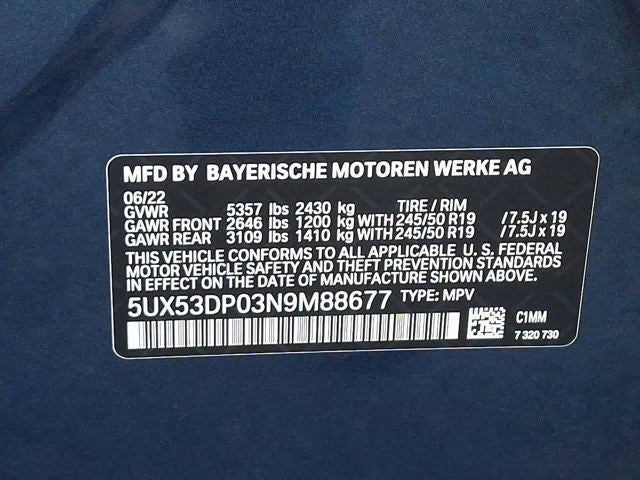 MFD BY BAYERISCHE MOTOREN WERKE AG
06/22 TIRE / RIM
GVWR 5357 lbs 2430 kg
GAWR FRONT 2646 lbs 1200 kg WITH 245/50 R19 / 7.5J x 19
GAWR REAR 3109 lbs 1410 kg WITH 245/50 R19 / 7.5J x 19
THIS VEHICLE CONFORMS TO ALL APPLICABLE U. S. FEDERAL
MOTOR VEHICLE SAFETY AND THEFT PREVENTION
STANDARDS IN EFFECT ON THE DATE OF MANUFACTURE SHOWN ABOVE.
5UX53DP03N9M88677 TYPE: MPV
C1MM
7 320 730